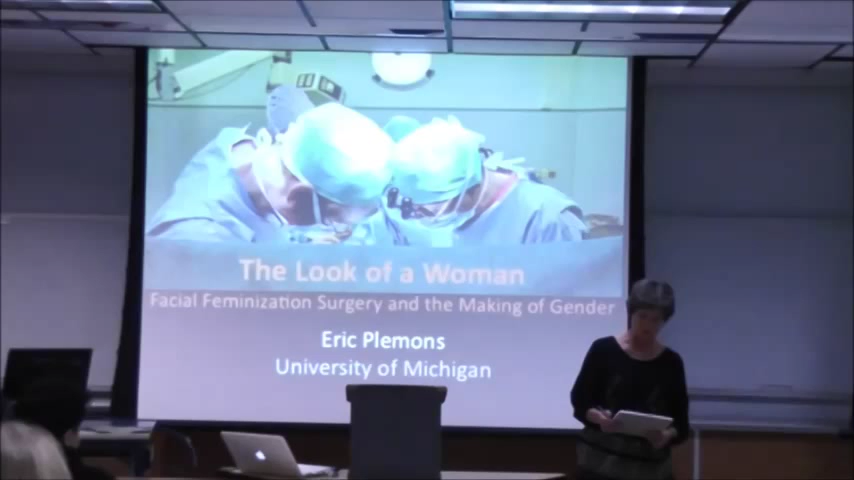 The Look of a Woman
Facial Feminization Surgery and the Making of Gender
Eric Plemons
University of Michigan